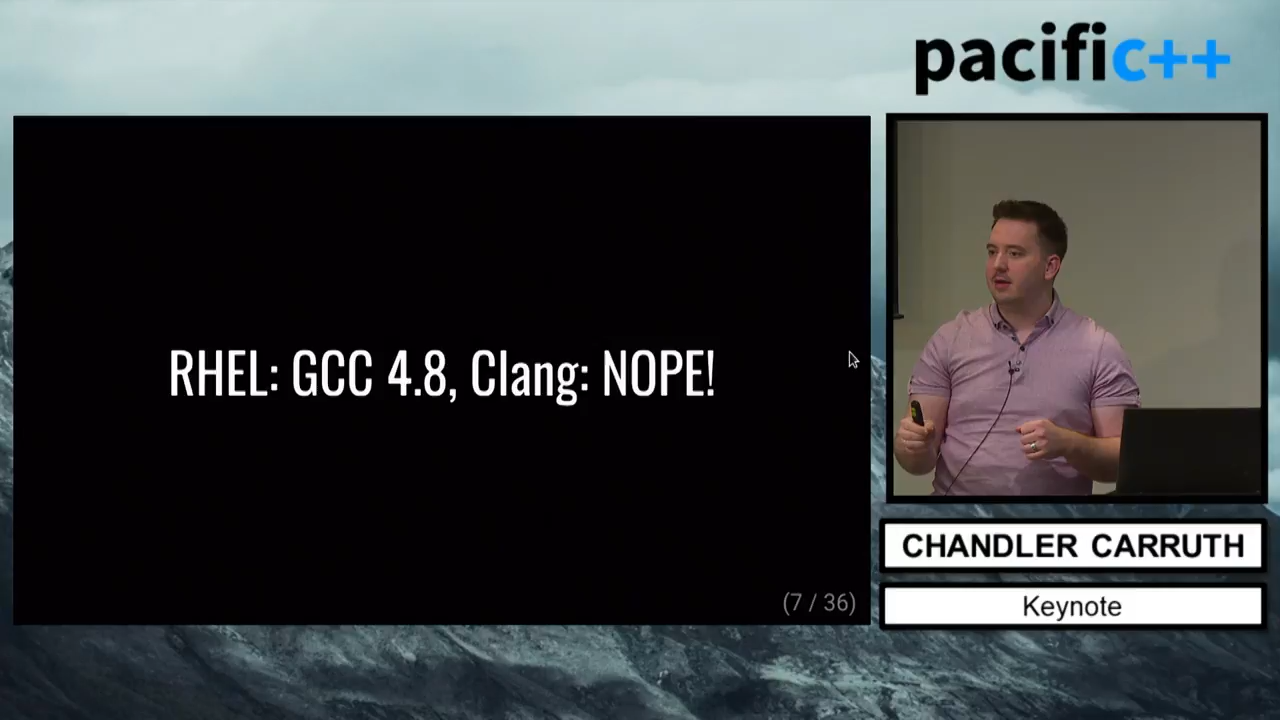 pacific++
RHEL: GCC 4.8, Clang: NOPE!
(7 / 36)
CHANDLER CARRUTH
Keynote